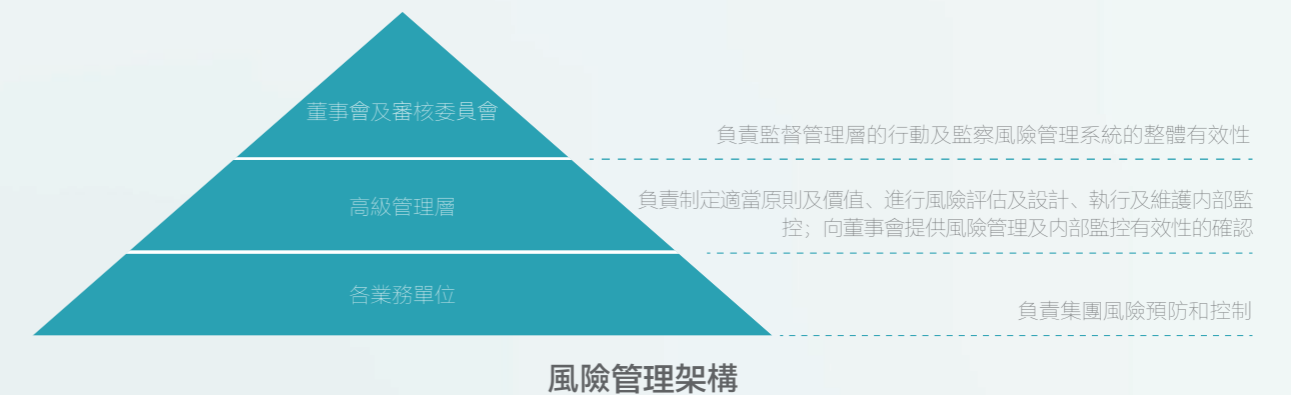 董事會及審核委員會
負責監督管理層的行動及監察風險管理系統的整體有效性
高級管理層
負責制定適當原則及價值、進行風險評估及設計、執行及維護内部監
控；向董事會提供風險管理及内部監控有效性的確認
各業務單位
負責集團風險預防和控制
風險管理架構